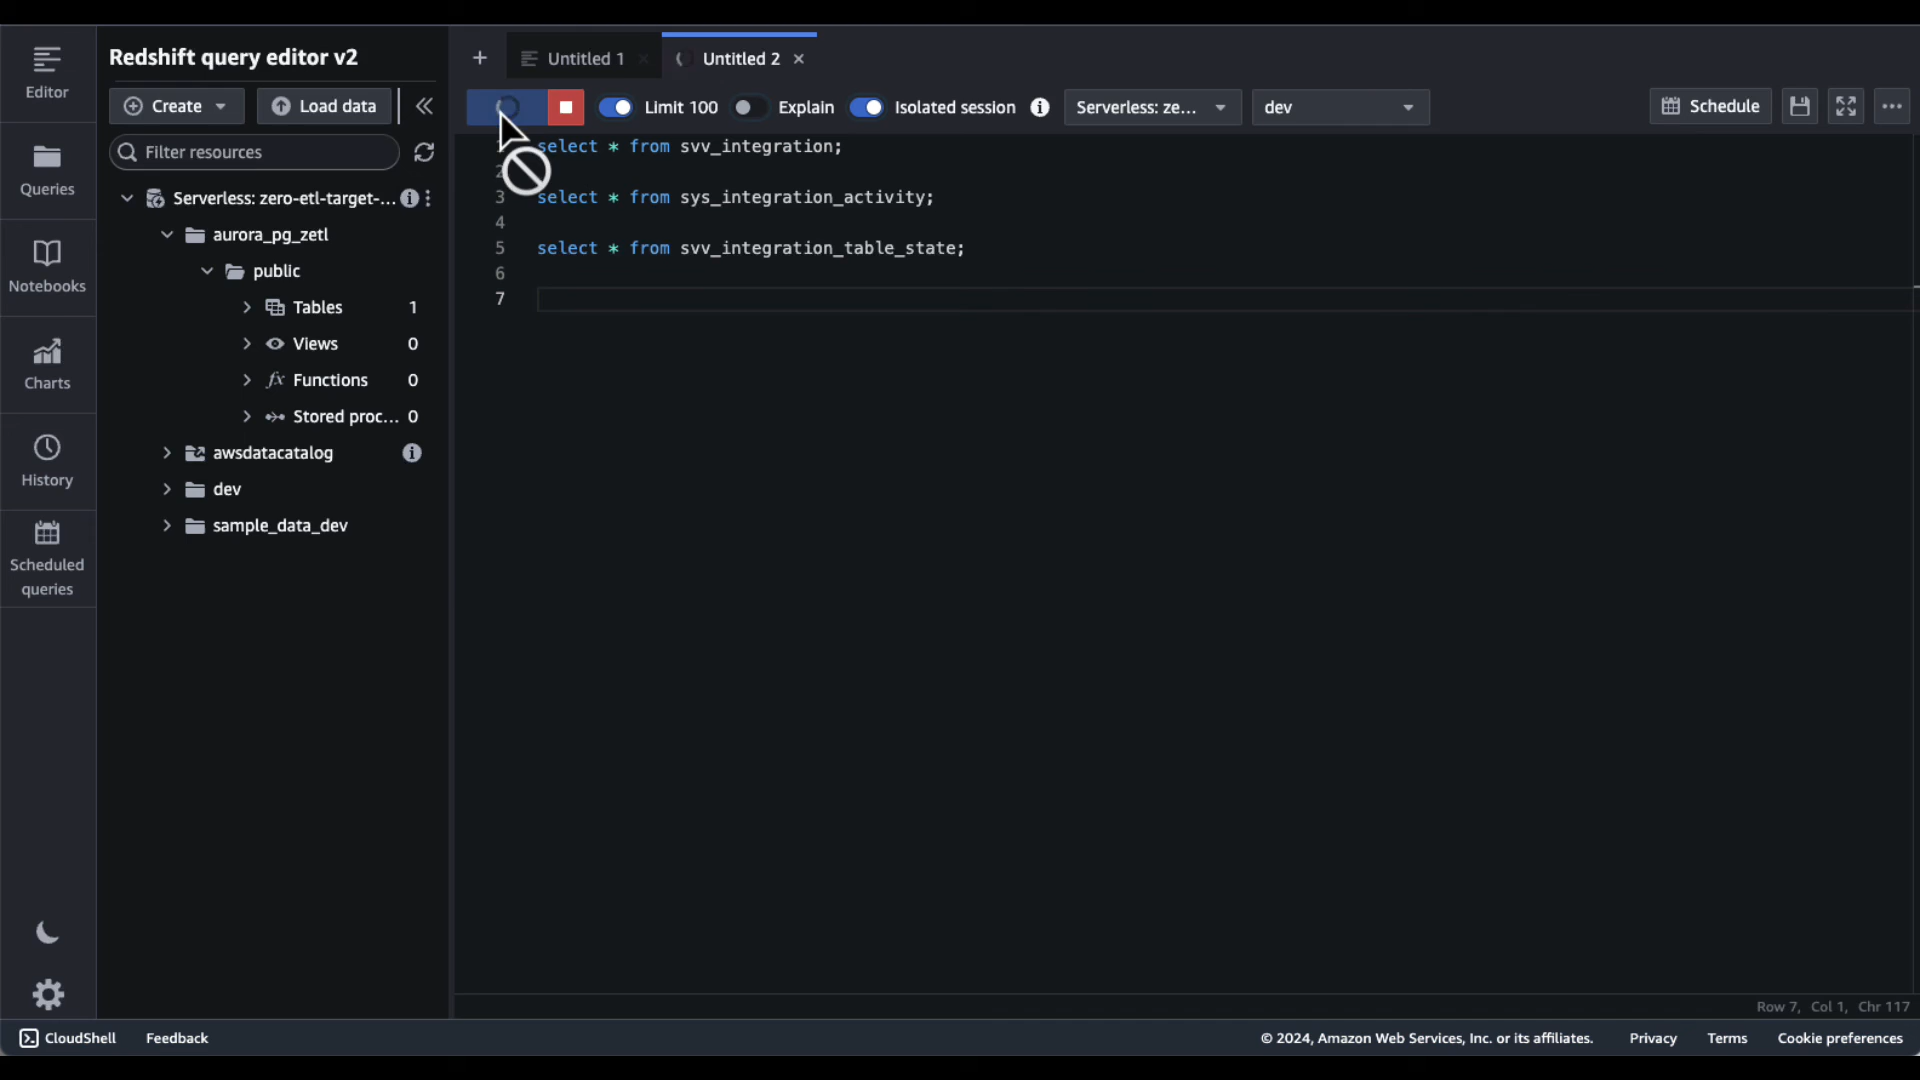 Redshift query editor v2
Untitled 1
Untitled 2
Editor
Create
Load data
Limit 100
Explain
Isolated session
Serverless: ze...
dev
Schedule
Filter resources
1 select * from svv_integration;
2
3 select * from sys_integration_activity;
4
5 select * from svv_integration_table_state;
6
7
Queries
Serverless: zero-etl-target-...
aurora_pg_zetl
public
Notebooks
Tables 1
Views 0
Charts
Functions 0
Stored proc... 0
awsdatacatalog
History
dev
sample_data_dev
Scheduled
queries
Row 7, Col 1, Chr 117
CloudShell
Feedback
© 2024, Amazon Web Services, Inc. or its affiliates.
Privacy
Terms
Cookie preferences